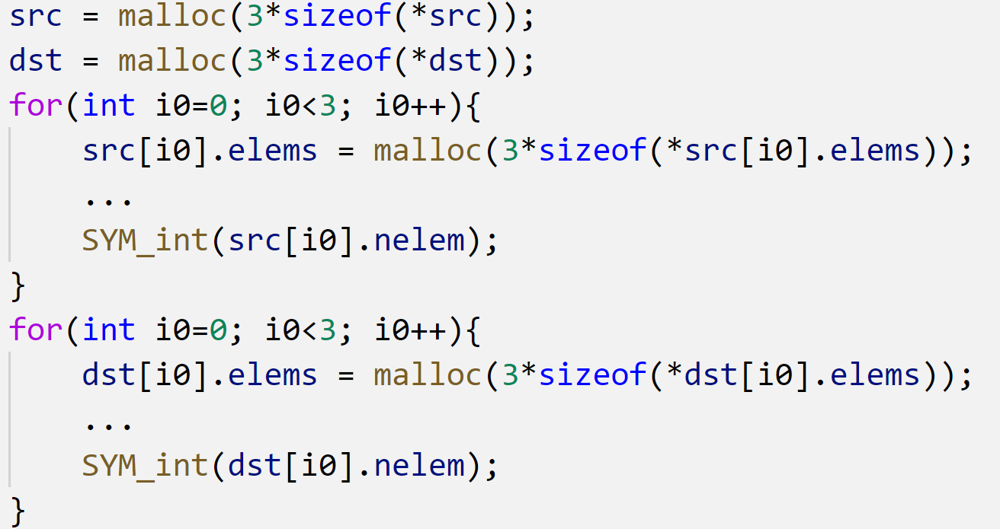 src = malloc(3*sizeof(*src));
dst = malloc(3*sizeof(*dst));
for(int i0=0; i0<3; i0++){
    src[i0].elems = malloc(3*sizeof(*src[i0].elems));
    ...
    SYM_int(src[i0].nelem);
}
for(int i0=0; i0<3; i0++){
    dst[i0].elems = malloc(3*sizeof(*dst[i0].elems));
    ...
    SYM_int(dst[i0].nelem);
}